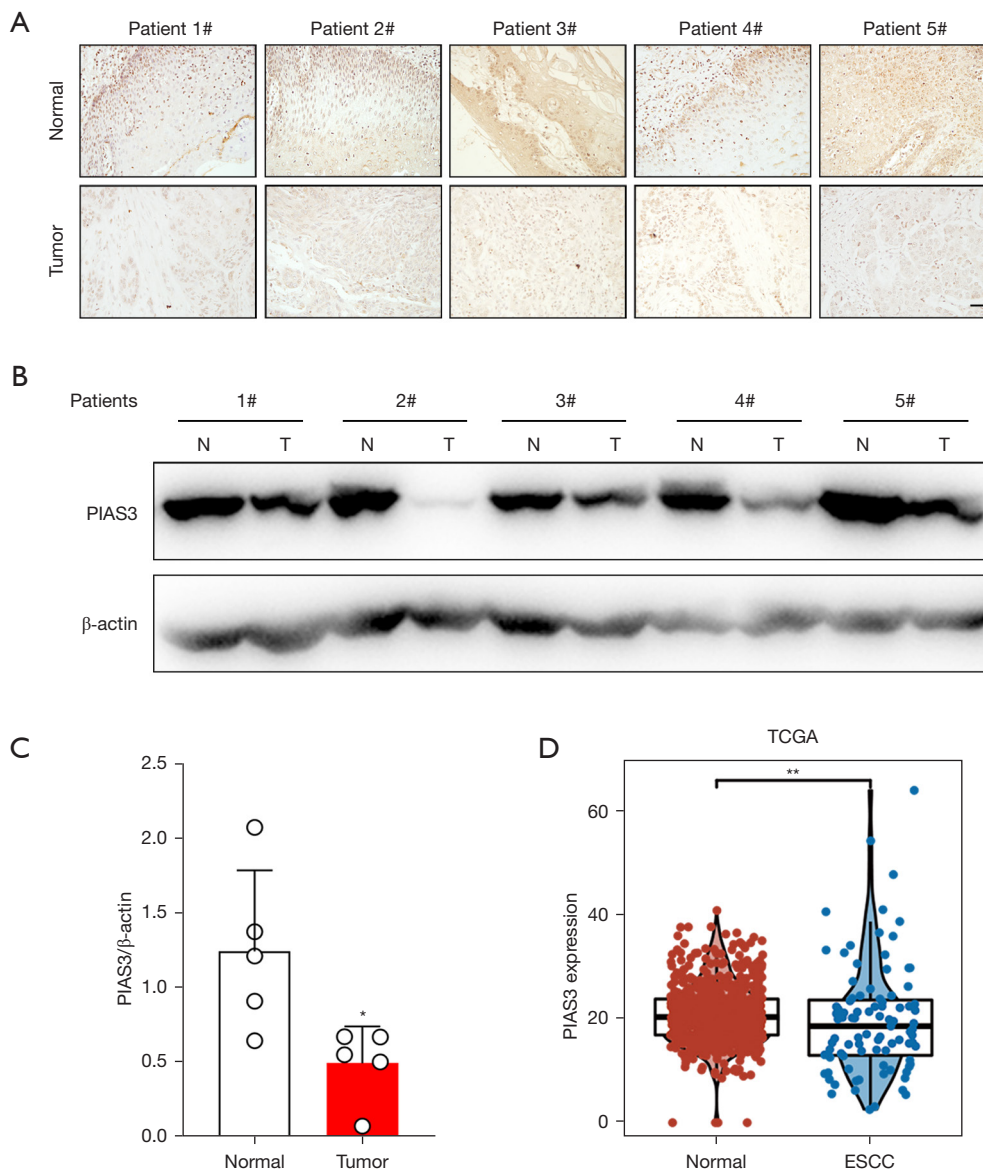 A
Patient 1# Patient 2# Patient 3# Patient 4# Patient 5#
Normal
Tumor
B
Patients 1# 2# 3# 4# 5#
N T N T N T N T N T
PIAS3
β-actin
C
PIAS3/β-actin
2.5
2.0
1.5
1.0
0.5
0.0
*
Normal Tumor
D
TCGA
**
PIAS3 expression
60
40
20
0
Normal ESCC